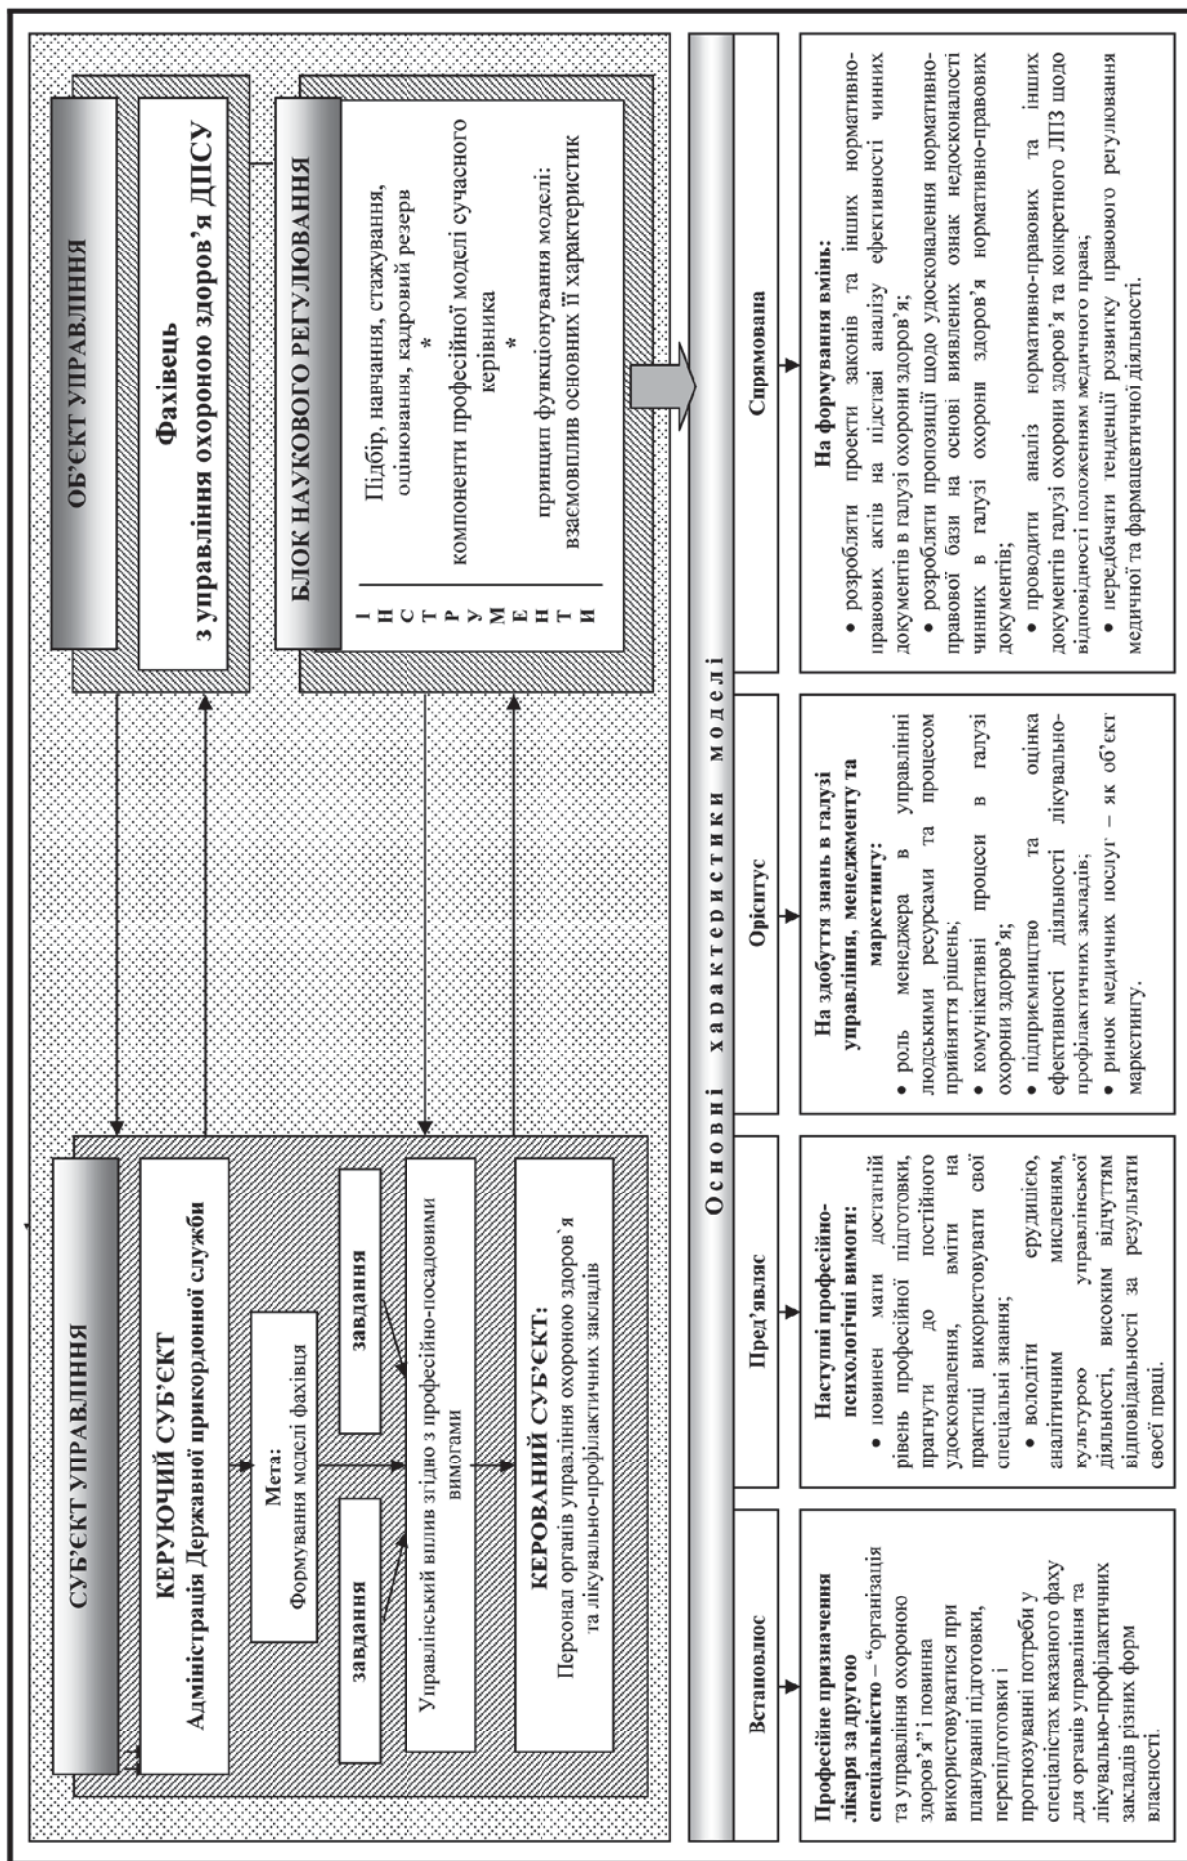 СУБ’ЄКТ УПРАВЛІННЯ
КЕРУЮЧИЙ СУБ’ЄКТ
Адміністрація Державної прикордонної служби
Мета:
Формування моделі фахівця
завдання
завдання
Управлінський вплив згідно з професійно-посадовими
вимогами
КЕРОВАНИЙ СУБ’ЄКТ:
Персонал органів управління охороною здоров`я
та лікувально-профілактичних закладів
ОБ’ЄКТ УПРАВЛІННЯ
Фахівець
з управління охороною здоров’я ДПСУ
БЛОК НАУКОВОГО РЕГУЛЮВАННЯ
ІНСТРУМЕНТИ
Підбір, навчання, стажування,
оцінювання, кадровий резерв
*
компоненти професійної моделі сучасного
керівника
*
принцип функціонування моделі:
взаємовплив основних її характеристик
Основні характеристики моделі
Встановлює
Професійне призначення
лікаря за другою
спеціальністю – “організація
та управління охороною
здоров’я” і повинна
використовуватися при
плануванні підготовки,
перепідготовки і
прогнозуванні потреби у
спеціалістах вказаного фаху
для органів управління та
лікувально-профілактичних
закладів різних форм
власності.
Пред’являє
Наступні професійно-
психологічні вимоги:
• повинен мати достатній
рівень професійної підготовки,
прагнути до постійного
удосконалення, вміти на
практиці використовувати свої
спеціальні знання;
• володіти ерудицією,
аналітичним мисленням,
культурою управлінської
діяльності, високим відчуттям
відповідальності за результати
своєї праці.
Орієнтує
На здобуття знань в галузі
управління, менеджменту та
маркетингу:
• роль менеджера в управлінні
людськими ресурсами та процесом
прийняття рішень;
• комунікативні процеси в галузі
охорони здоров’я;
• підприємництво та оцінка
ефективності діяльності лікувально-
профілактичних закладів;
• ринок медичних послуг – як об’єкт
маркетингу.
Спрямована
На формування вмінь:
• розробляти проекти законів та інших нормативно-
правових актів на підставі аналізу ефективності чинних
документів в галузі охорони здоров’я;
• розробляти пропозиції щодо удосконалення нормативно-
правової бази на основі виявлених ознак недосконалості
чинних в галузі охорони здоров’я нормативно-правових
документів;
• проводити аналіз нормативно-правових та інших
документів галузі охорони здоров’я та конкретного ЛПЗ щодо
відповідності положенням медичного права;
• передбачати тенденції розвитку правового регулювання
медичної та фармацевтичної діяльності.